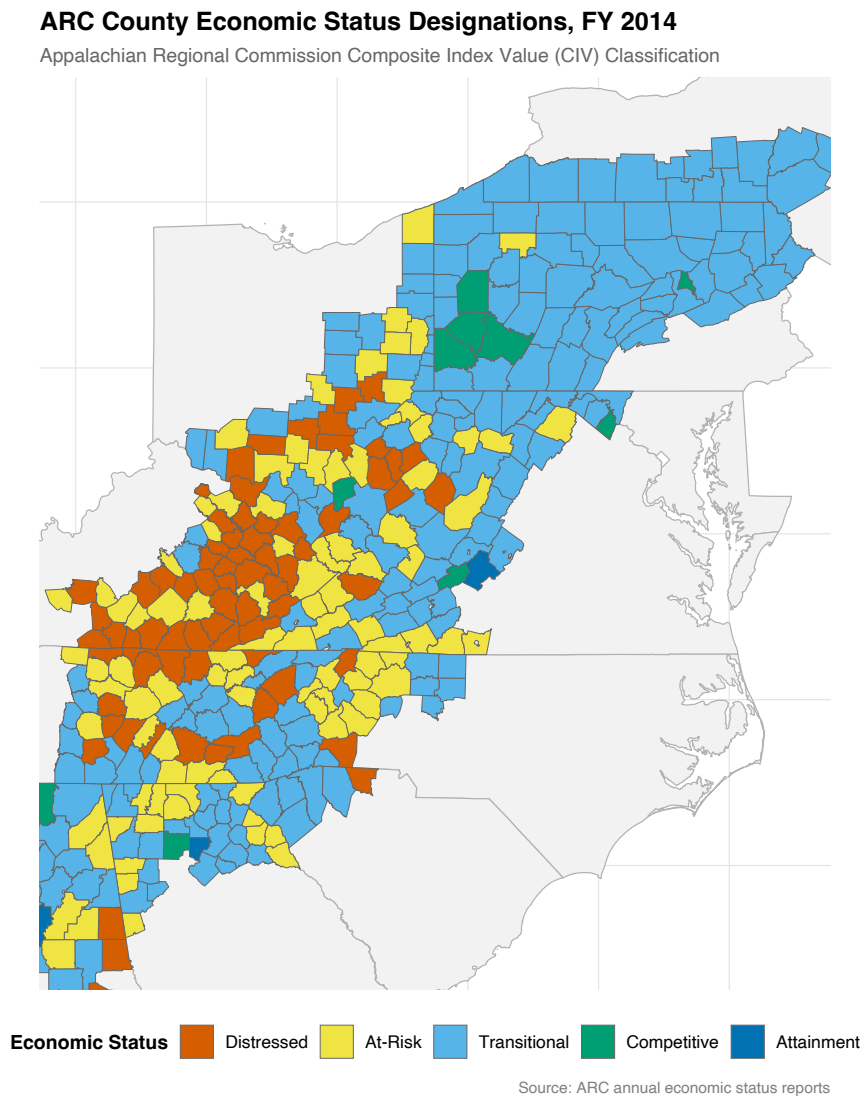 ARC County Economic Status Designations, FY 2014
Appalachian Regional Commission Composite Index Value (CIV) Classification
Economic Status
Distressed
At-Risk
Transitional
Competitive
Attainment
Source: ARC annual economic status reports